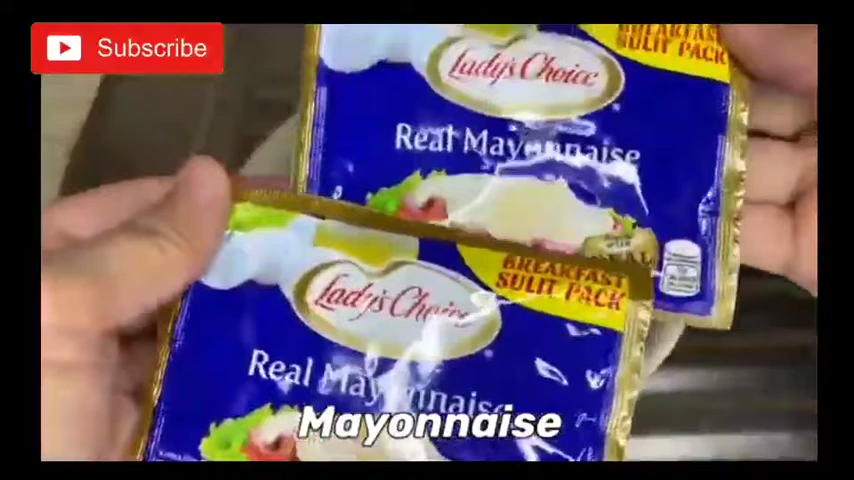 Subscribe
BREAKFAST
SULIT PACK
Lady's Choice
Real Mayonnaise
BREAKFAST
SULIT PACK
Lady's Choice
Real Mayonnaise
Mayonnaise